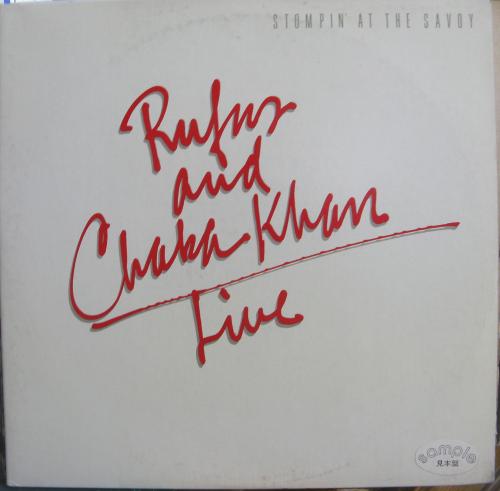 STOMPIN' AT THE SAVOY
Rufus
and
Chaka Khan
Live
sample
見本盤